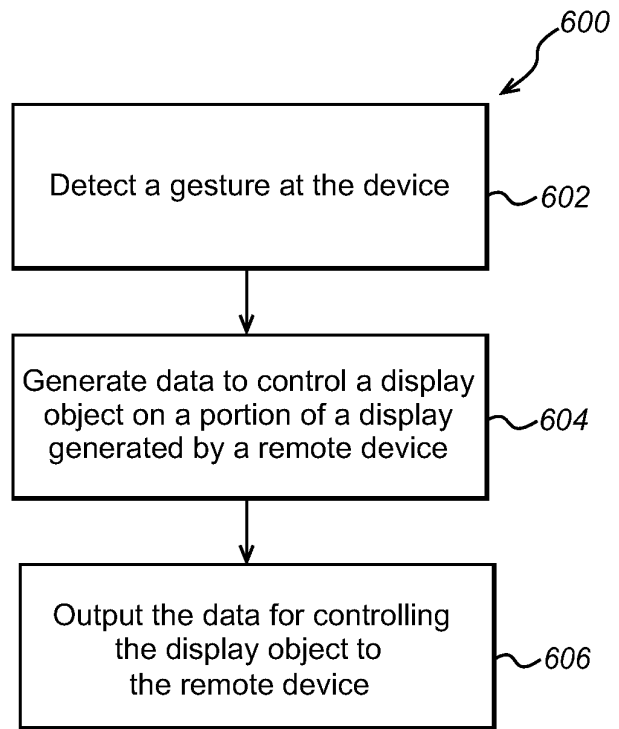 600
Detect a gesture at the device
602
Generate data to control a display
object on a portion of a display
generated by a remote device
604
Output the data for controlling
the display object to
the remote device
606